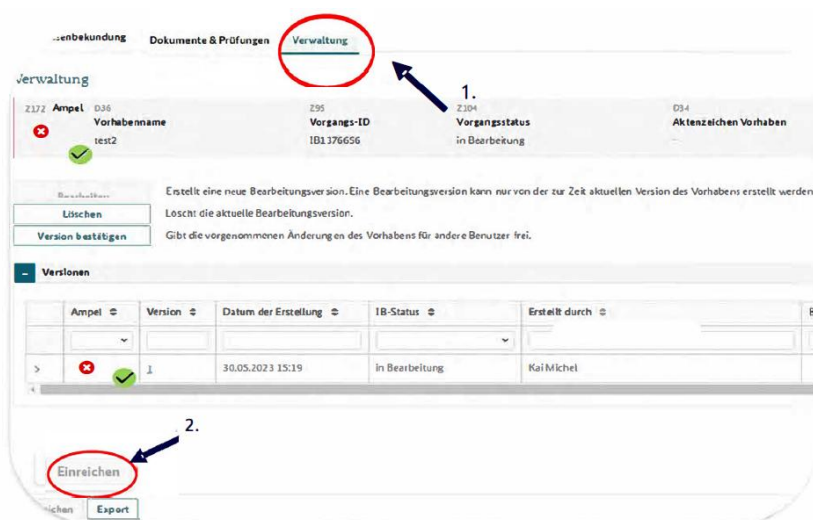 Dokumente & Prüfungen
Verwaltung
1.
Verwaltung
Z172 Ampel
D36
Vorhabenname
test2
Z95
Vorgangs-ID
IB1376656
Z104
Vorgangsstatus
in Bearbeitung
D34
Aktenzeichen Vorhaben
-
Erstellt eine neue Bearbeitungsversion. Eine Bearbeitungsversion kann nur von der zur Zeit aktuellen Version des Vorhabens erstellt werden
Löschen
Löscht die aktuelle Bearbeitungsversion.
Version bestätigen
Gibt die vorgenommenen Änderungen des Vorhabens für andere Benutzer frei.
Versionen
Ampel Version Datum der Erstellung IB-Status Erstellt durch
1 30.05.2023 15:19 in Bearbeitung Kai Michel
2.
Einreichen
Export